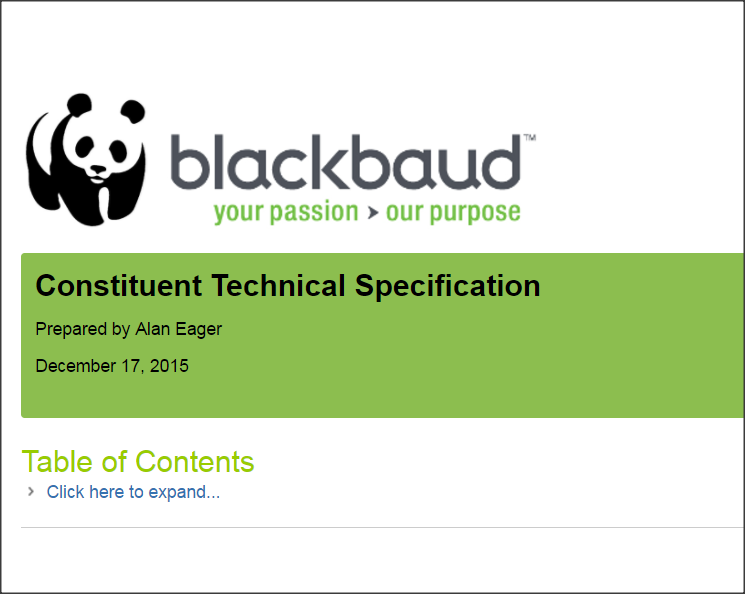 blackbaud™
your passion > our purpose
Constituent Technical Specification
Prepared by Alan Eager
December 17, 2015
Table of Contents
Click here to expand...